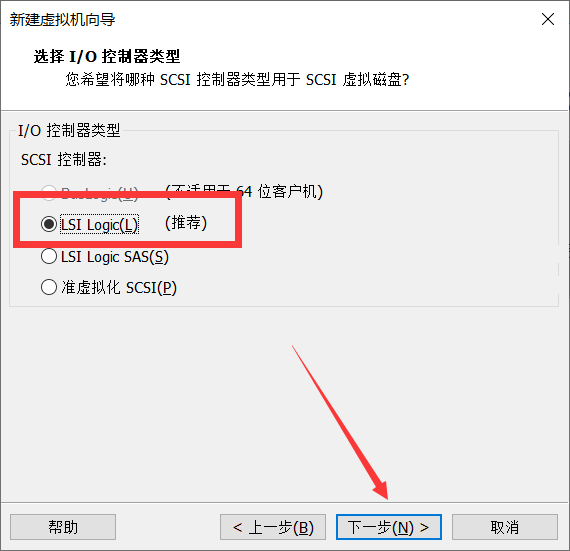 新建虚拟机向导
选择 I/O 控制器类型
您希望将哪种 SCSI 控制器类型用于 SCSI 虚拟磁盘?
I/O 控制器类型
SCSI 控制器:
BusLogic(U) (不适用于 64 位客户机)
LSI Logic(L) (推荐)
LSI Logic SAS(S)
准虚拟化 SCSI(P)
帮助 < 上一步(B) 下一步(N) > 取消